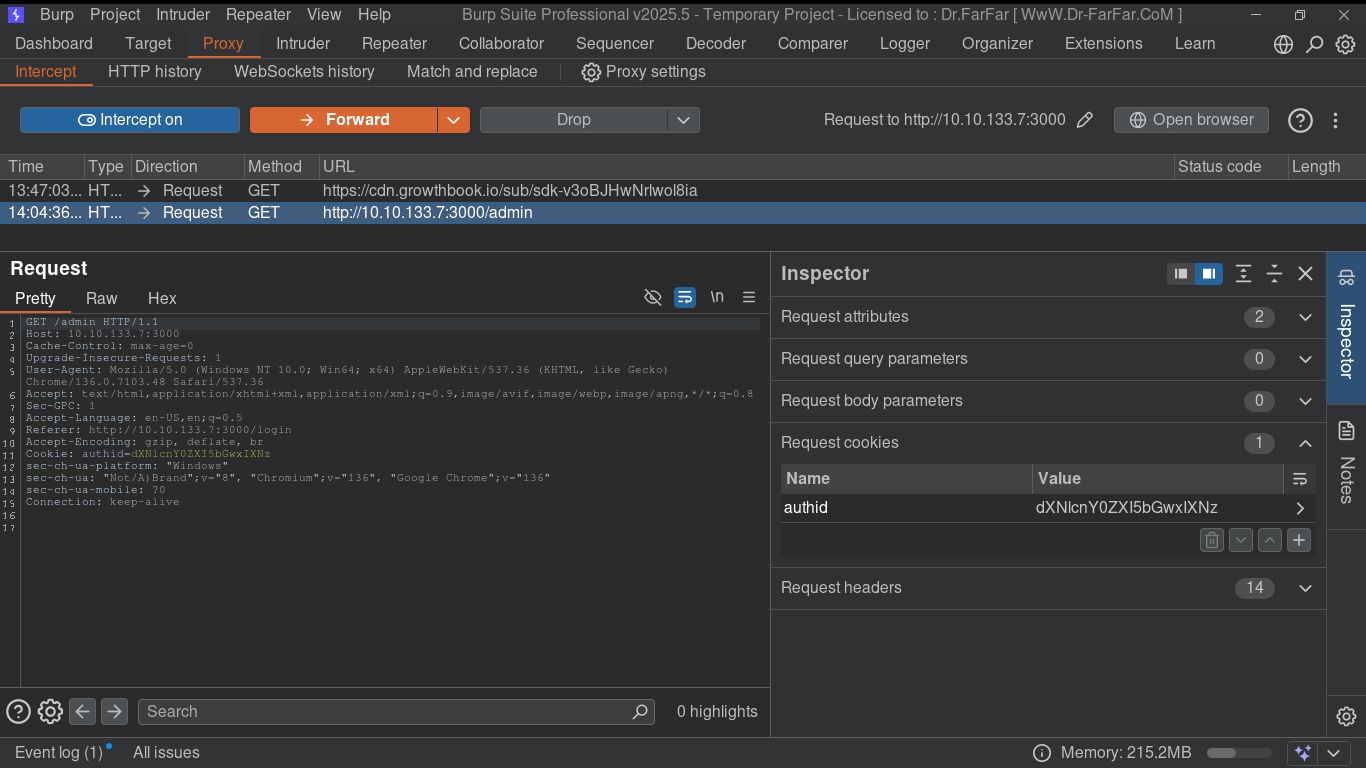 Burp Project Intruder Repeater View Help Burp Suite Professional v2025.5 - Temporary Project - Licensed to : Dr.FarFar [ WwW.Dr-FarFar.CoM ]
Dashboard Target Proxy Intruder Repeater Collaborator Sequencer Decoder Comparer Logger Organizer Extensions Learn
Intercept HTTP history WebSockets history Match and replace Proxy settings
Intercept on Forward Drop Request to http://10.10.133.7:3000 Open browser
Time Type Direction Method URL Status code Length
13:47:03... HT... Request GET https://cdn.growthbook.io/sub/sdk-v3oBJHwNrlwol8ia
14:04:36... HT... Request GET http://10.10.133.7:3000/admin
Request
Pretty Raw Hex \n
1 GET /admin HTTP/1.1
2 Host: 10.10.133.7:3000
3 Cache-Control: max-age=0
4 Upgrade-Insecure-Requests: 1
5 User-Agent: Mozilla/5.0 (Windows NT 10.0; Win64; x64) AppleWebKit/537.36 (KHTML, like Gecko)
Chrome/136.0.7103.48 Safari/537.36
6 Accept: text/html,application/xhtml+xml,application/xml;q=0.9,image/avif,image/webp,image/apng,*/*;q=0.8
7 Sec-GPC: 1
8 Accept-Language: en-US,en;q=0.5
9 Referer: http://10.10.133.7:3000/login
10 Accept-Encoding: gzip, deflate, br
11 Cookie: authid=dXNlcnY0ZXI5bGwxIXNz
12 sec-ch-ua-platform: "Windows"
13 sec-ch-ua: "Not/A)Brand";v="8", "Chromium";v="136", "Google Chrome";v="136"
14 sec-ch-ua-mobile: ?0
15 Connection: keep-alive
16
17
Search 0 highlights
Inspector
Request attributes 2
Request query parameters 0
Request body parameters 0
Request cookies 1
Name Value
authid dXNlcnY0ZXI5bGwxIXNz
Request headers 14
Inspector
Notes
Event log (1) All issues Memory: 215.2MB